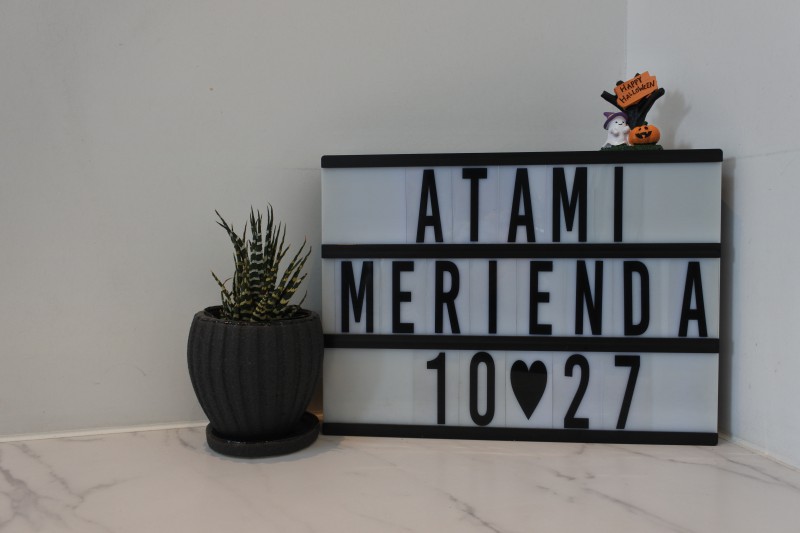 HAPPY
HALLOWEEN
ATAMI
MERIENDA
10♥27